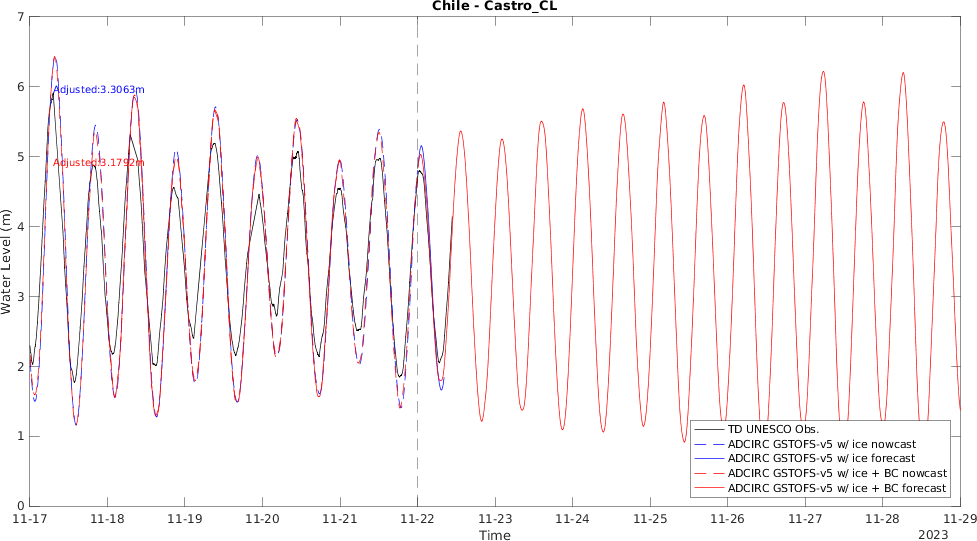 Chile - Castro_CL
7
6
5
4
3
2
1
0
Water Level (m)
Adjusted:3.3063m
Adjusted:3.1792m
TD UNESCO Obs.
ADCIRC GSTOFS-v5 w/ ice nowcast
ADCIRC GSTOFS-v5 w/ ice forecast
ADCIRC GSTOFS-v5 w/ ice + BC nowcast
ADCIRC GSTOFS-v5 w/ ice + BC forecast
11-17 11-18 11-19 11-20 11-21 11-22 11-23 11-24 11-25 11-26 11-27 11-28 11-29
Time
2023